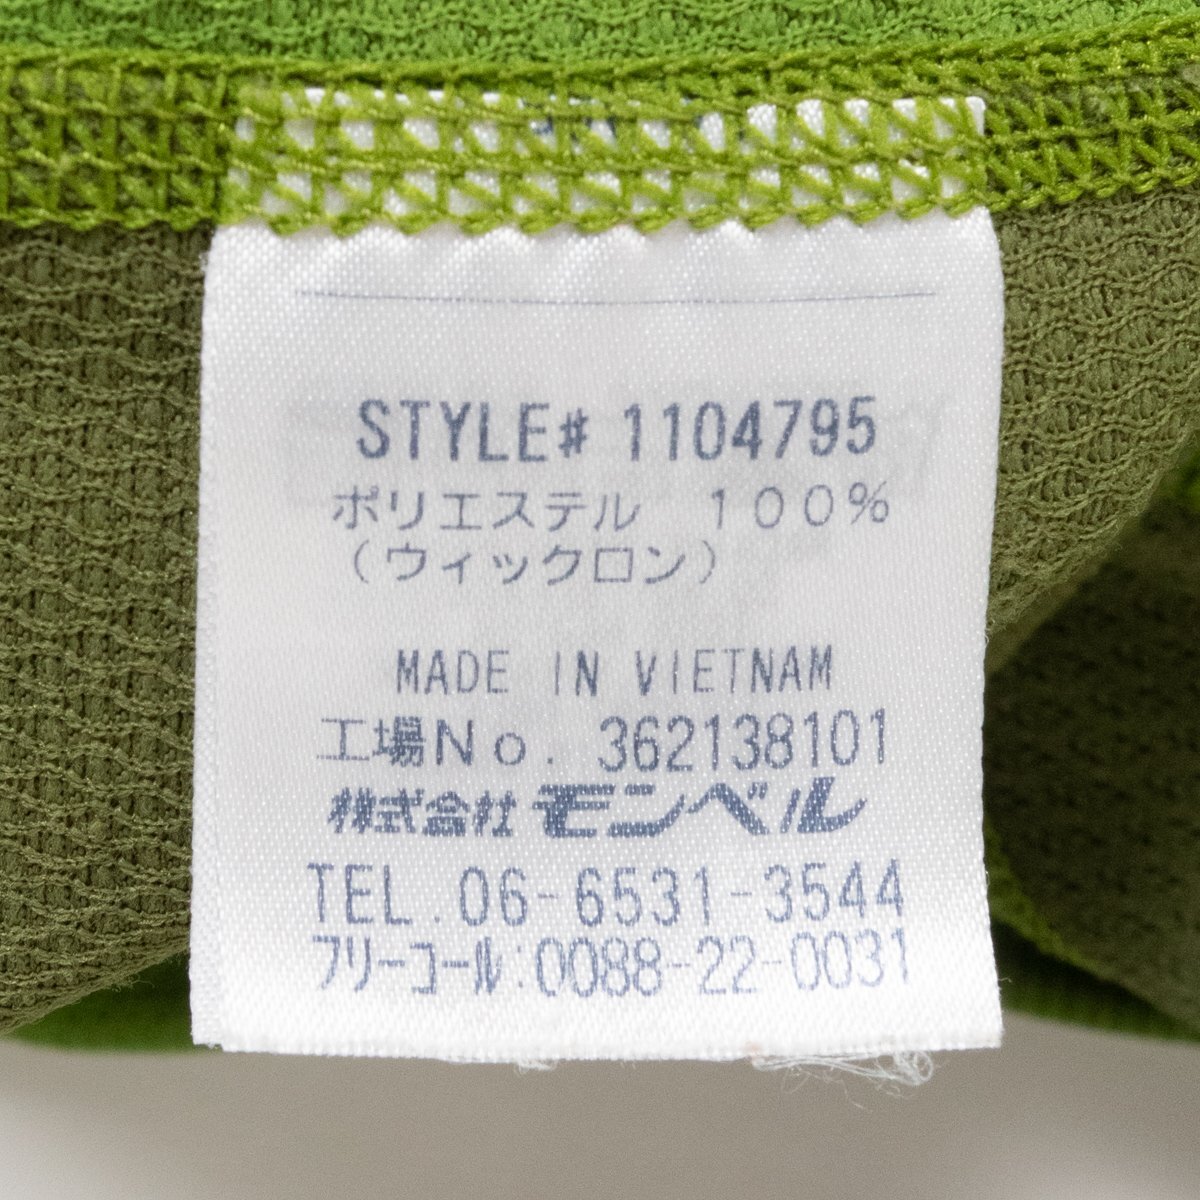 STYLE# 1104795
ポリエステル 100%
(ウィックロン)
MADE IN VIETNAM
工場No. 362138101
株式会社モンベル
TEL.06-6531-3544
フリーコール:0088-22-0031